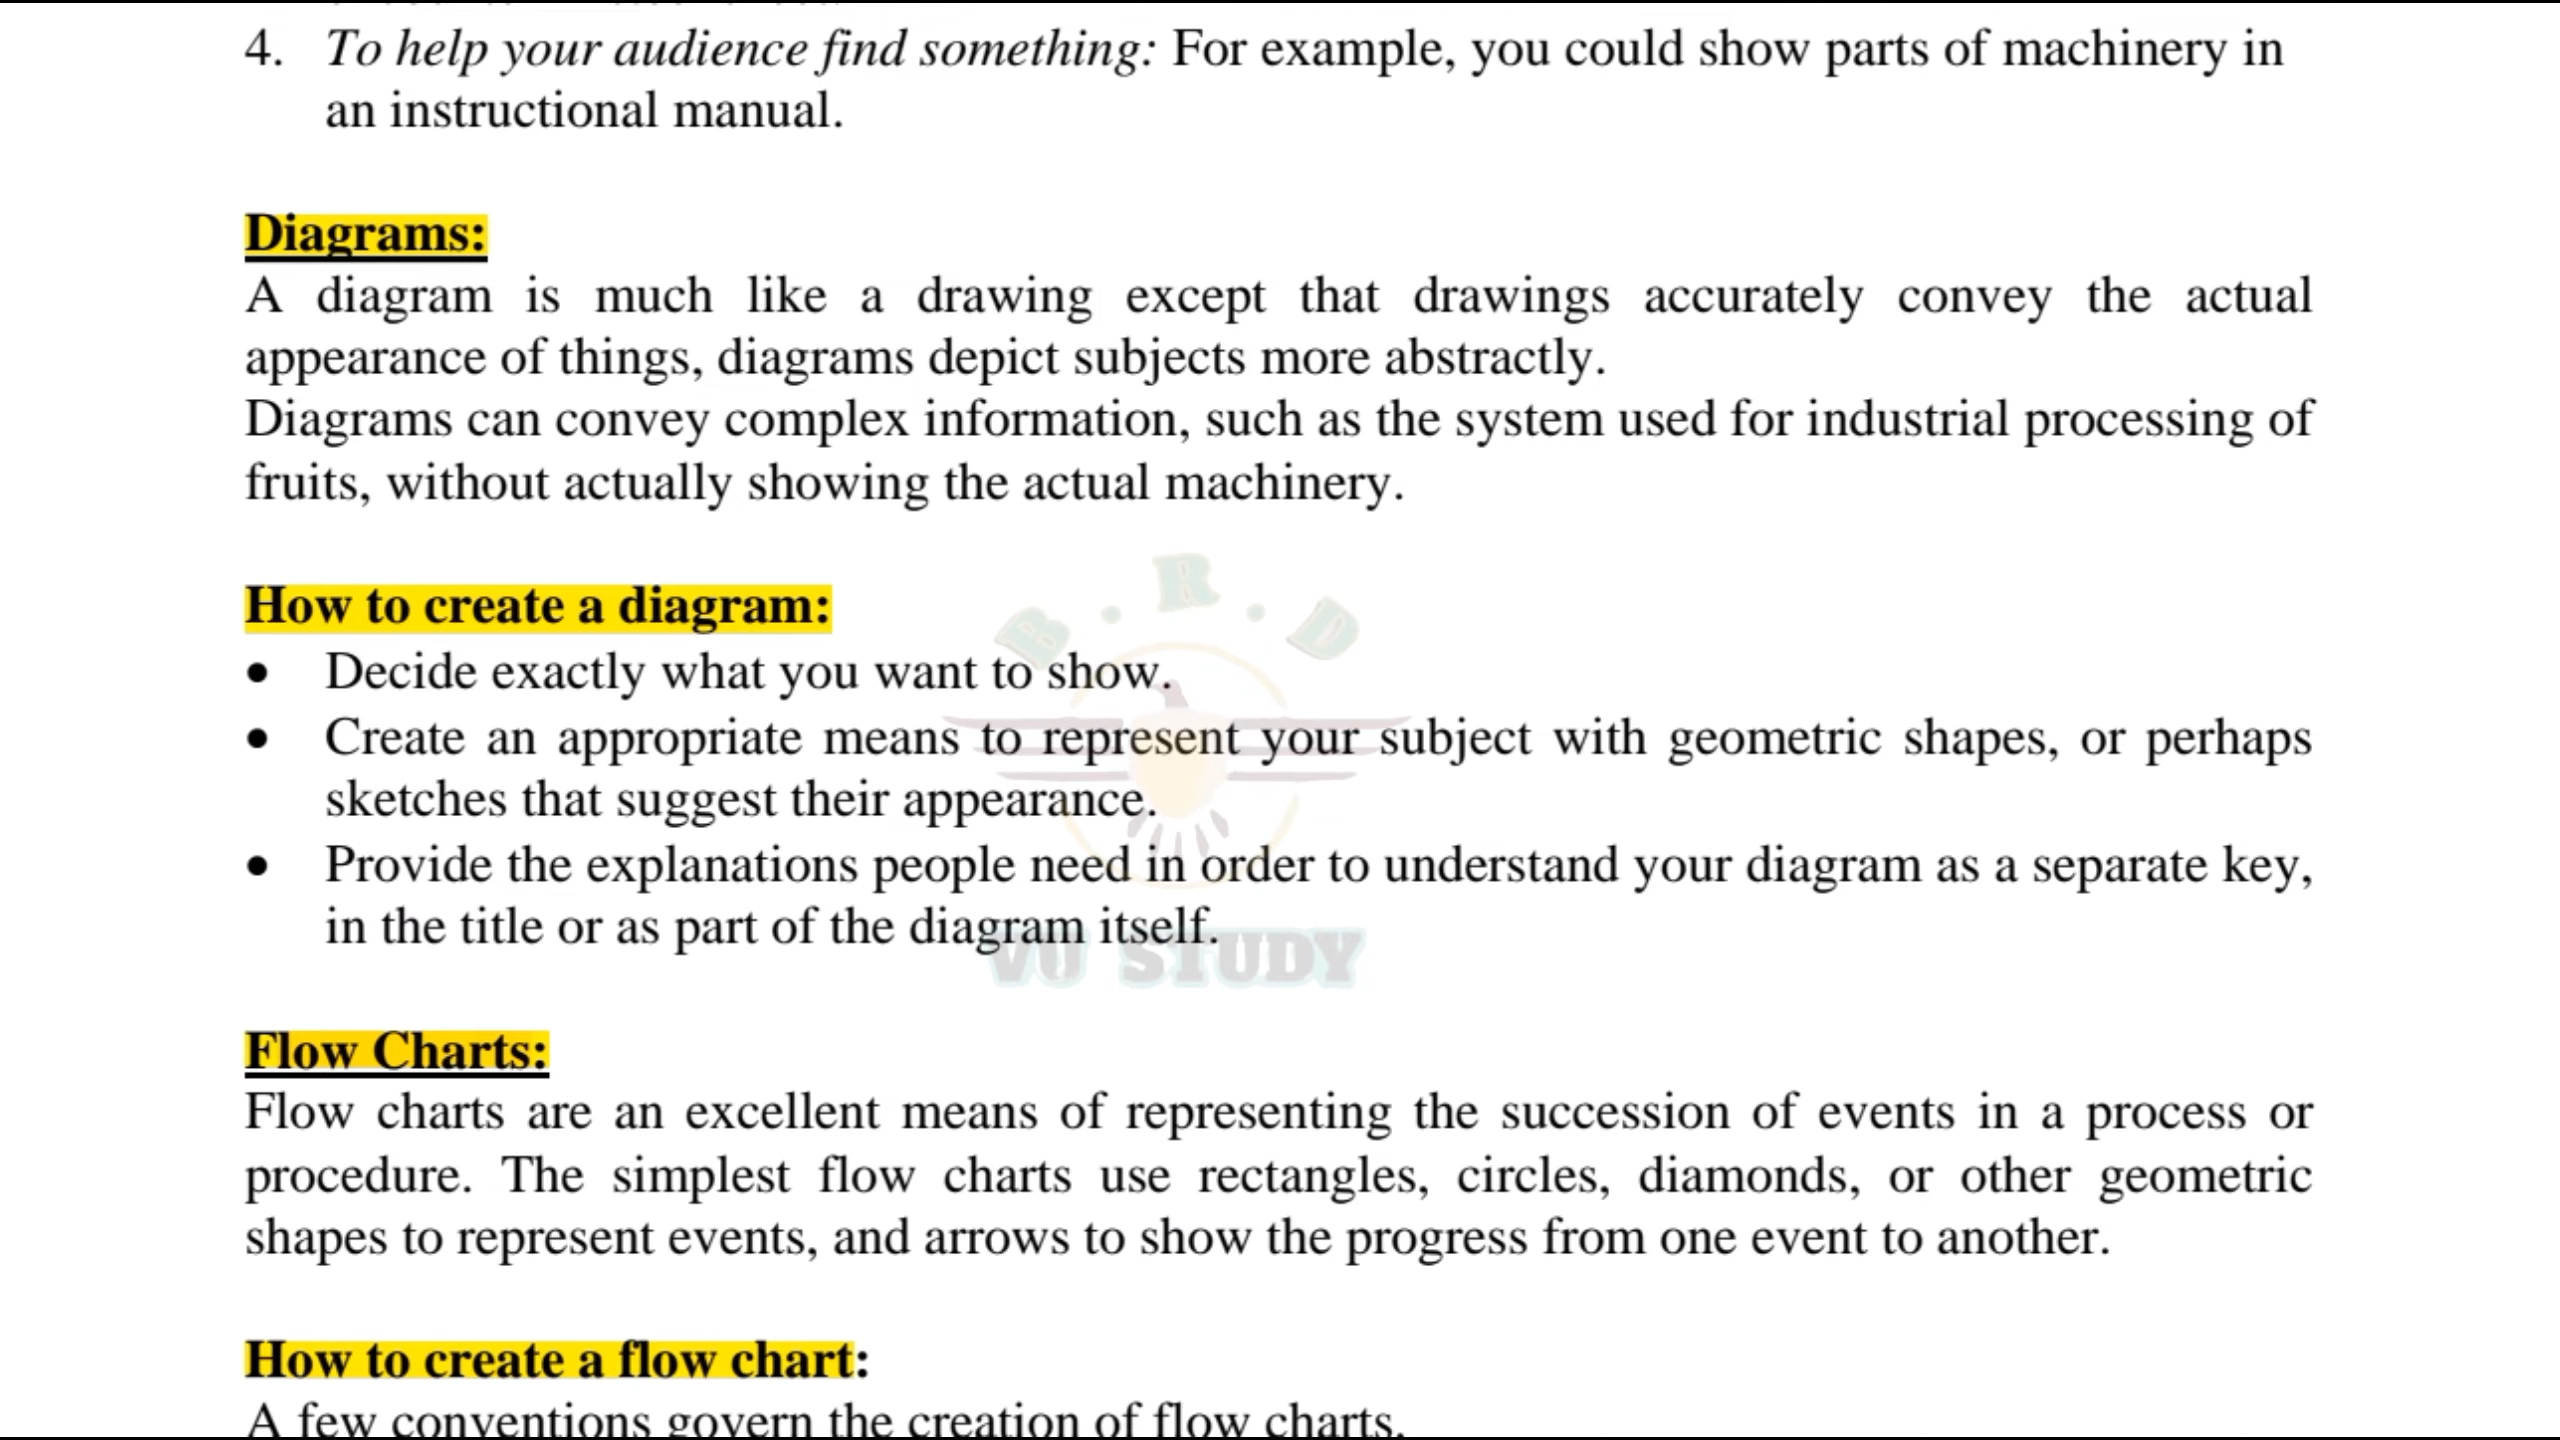 4. To help your audience find something: For example, you could show parts of machinery in
an instructional manual.
Diagrams:
A diagram is much like a drawing except that drawings accurately convey the actual
appearance of things, diagrams depict subjects more abstractly.
Diagrams can convey complex information, such as the system used for industrial processing of
fruits, without actually showing the actual machinery.
How to create a diagram:
• Decide exactly what you want to show.
• Create an appropriate means to represent your subject with geometric shapes, or perhaps
sketches that suggest their appearance.
• Provide the explanations people need in order to understand your diagram as a separate key,
in the title or as part of the diagram itself.
B.R.D
VU STUDY
Flow Charts:
Flow charts are an excellent means of representing the succession of events in a process or
procedure. The simplest flow charts use rectangles, circles, diamonds, or other geometric
shapes to represent events, and arrows to show the progress from one event to another.
How to create a flow chart:
A few conventions govern the creation of flow charts.